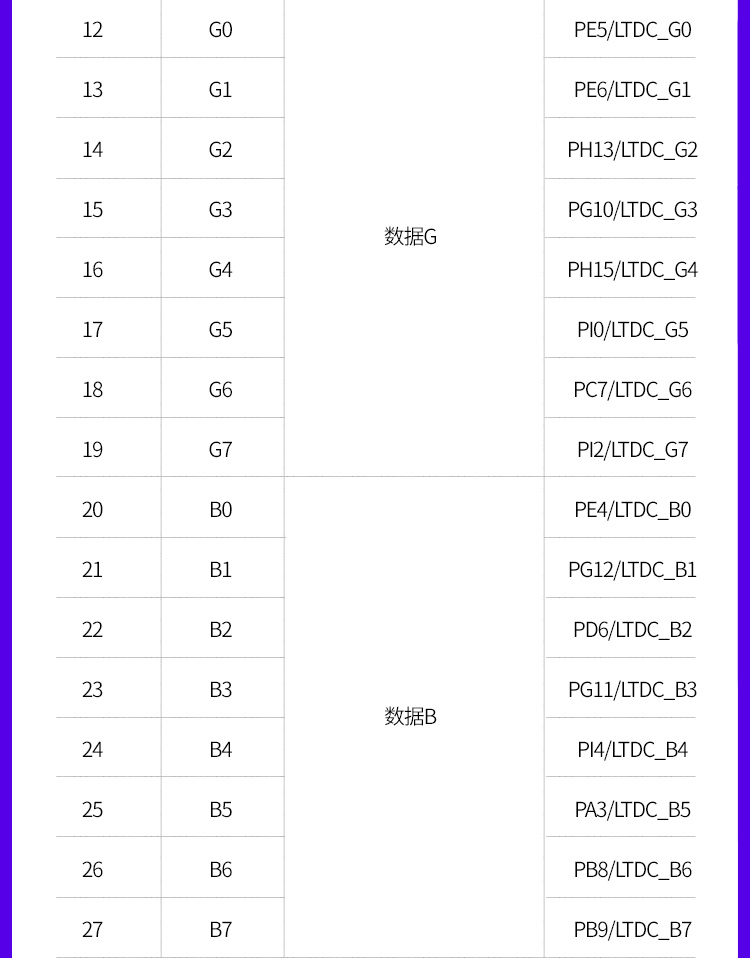 12 G0 PE5/LTDC_G0
13 G1 PE6/LTDC_G1
14 G2 PH13/LTDC_G2
15 G3 PG10/LTDC_G3
数据G
16 G4 PH15/LTDC_G4
17 G5 PI0/LTDC_G5
18 G6 PC7/LTDC_G6
19 G7 PI2/LTDC_G7
20 B0 PE4/LTDC_B0
21 B1 PG12/LTDC_B1
22 B2 PD6/LTDC_B2
23 B3 PG11/LTDC_B3
数据B
24 B4 PI4/LTDC_B4
25 B5 PA3/LTDC_B5
26 B6 PB8/LTDC_B6
27 B7 PB9/LTDC_B7